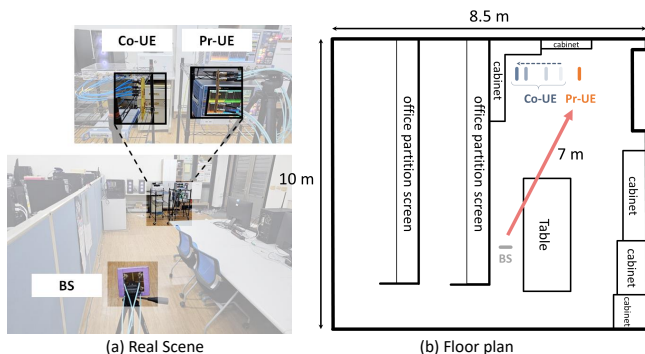 Co-UE
Pr-UE
BS
(a) Real Scene
8.5 m
10 m
office partition screen
office partition screen
cabinet
cabinet
Co-UE
Pr-UE
7 m
Table
BS
cabinet
cabinet
cabinet
(b) Floor plan